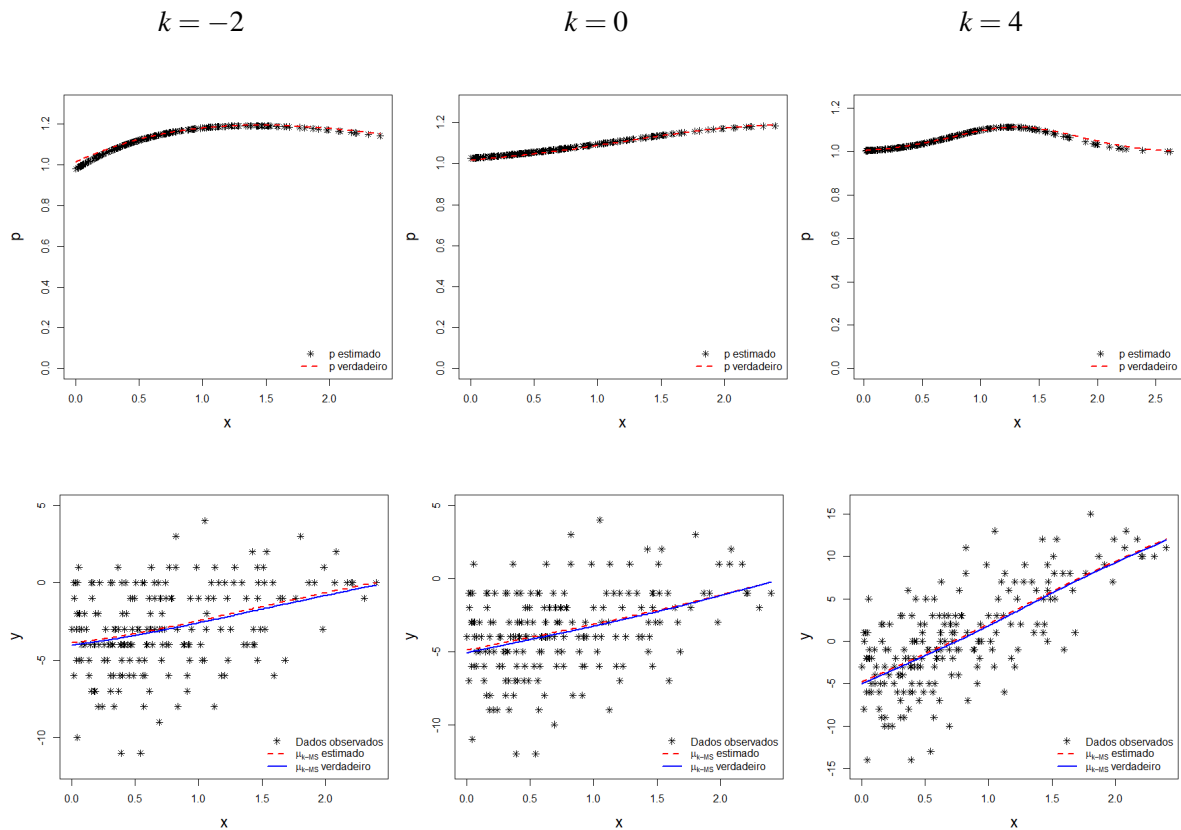 k = −2 k = 0 k = 4
p
0.0 0.2 0.4 0.6 0.8 1.0 1.2
p estimado
p verdadeiro
0.0 0.5 1.0 1.5 2.0
x
p
0.0 0.2 0.4 0.6 0.8 1.0 1.2
p estimado
p verdadeiro
0.0 0.5 1.0 1.5 2.0
x
p
0.0 0.2 0.4 0.6 0.8 1.0 1.2
p estimado
p verdadeiro
0.0 0.5 1.0 1.5 2.0 2.5
x
y
-10 -5 0 5
Dados observados
μk−MS estimado
μk−MS verdadeiro
0.0 0.5 1.0 1.5 2.0
x
y
-10 -5 0 5
Dados observados
μk−MS estimado
μk−MS verdadeiro
0.0 0.5 1.0 1.5 2.0
x
y
-15 -10 -5 0 5 10 15
Dados observados
μk−MS estimado
μk−MS verdadeiro
0.0 0.5 1.0 1.5 2.0
x